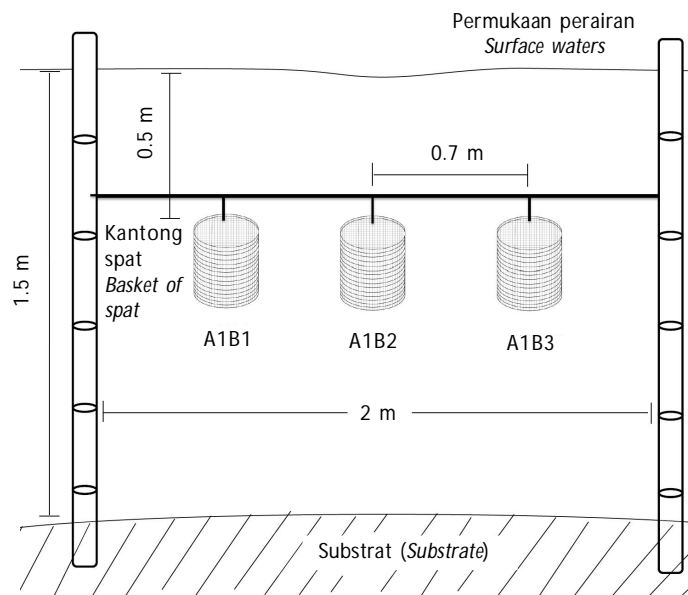 Permukaan perairan
Surface waters
0.5 m
0.7 m
1.5 m
Kantong
spat
Basket of
spat
A1B1
A1B2
A1B3
2 m
Substrat (Substrate)